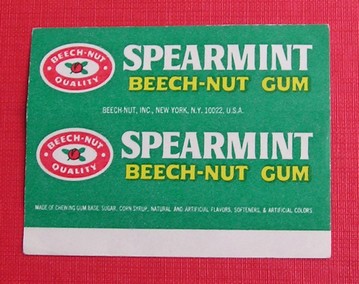 BEECH-NUT
QUALITY
SPEARMINT
BEECH-NUT GUM
BEECH-NUT, INC., NEW YORK, N.Y. 10022, U.S.A.
BEECH-NUT
QUALITY
SPEARMINT
BEECH-NUT GUM
MADE OF CHEWING GUM BASE, SUGAR, CORN SYRUP, NATURAL AND ARTIFICIAL FLAVORS, SOFTENERS, & ARTIFICIAL COLORS